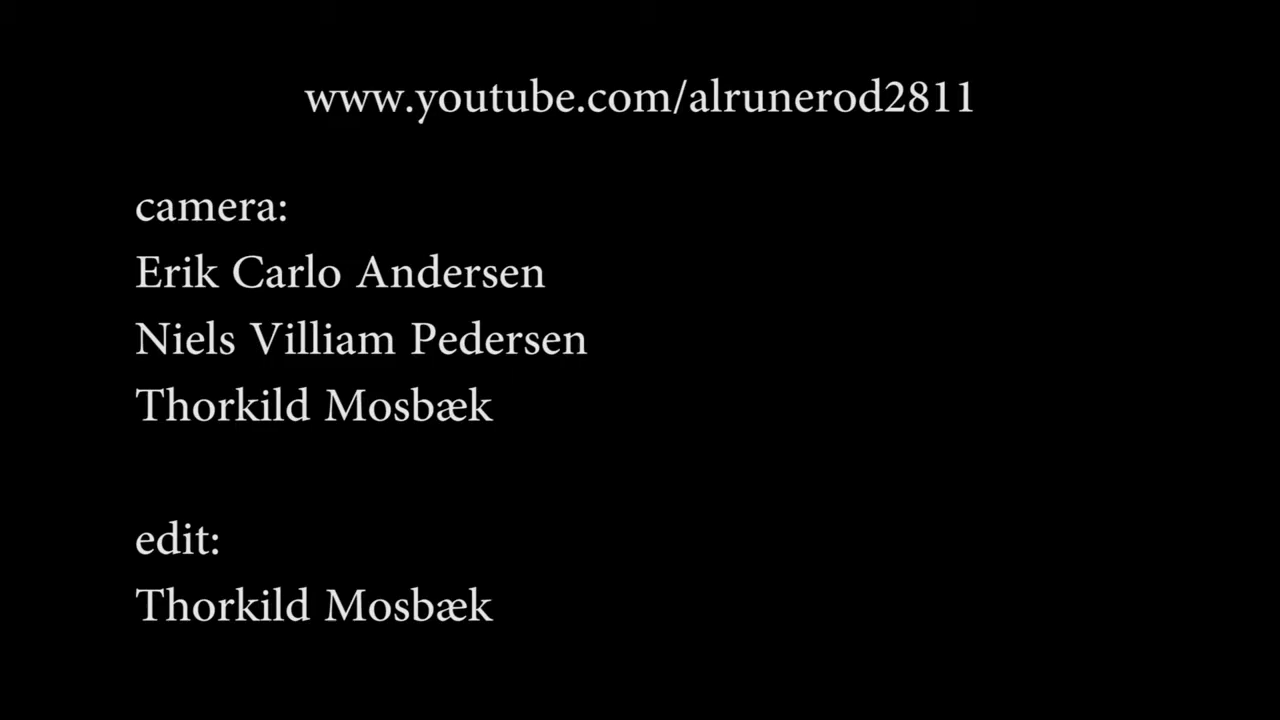 www.youtube.com/alrunerod2811
camera:
Erik Carlo Andersen
Niels Villiam Pedersen
Thorkild Mosbæk
edit:
Thorkild Mosbæk